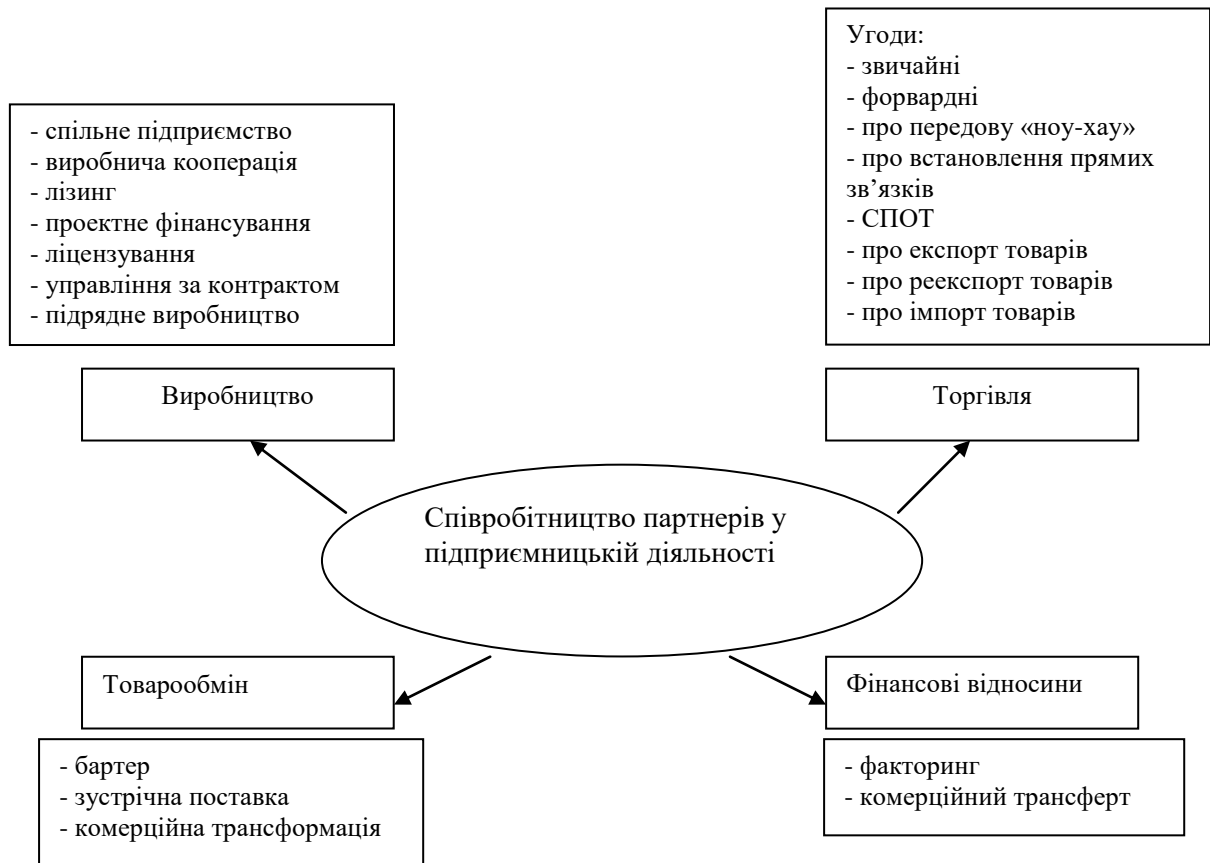 - спільне підприємство
- виробнича кооперація
- лізинг
- проектне фінансування
- ліцензування
- управління за контрактом
- підрядне виробництво
Виробництво
Угоди:
- звичайні
- форвардні
- про передову «ноу-хау»
- про встановлення прямих
зв’язків
- СПОТ
- про експорт товарів
- про реекспорт товарів
- про імпорт товарів
Торгівля
Співробітництво партнерів у
підприємницькій діяльності
Товарообмін
- бартер
- зустрічна поставка
- комерційна трансформація
Фінансові відносини
- факторинг
- комерційний трансферт